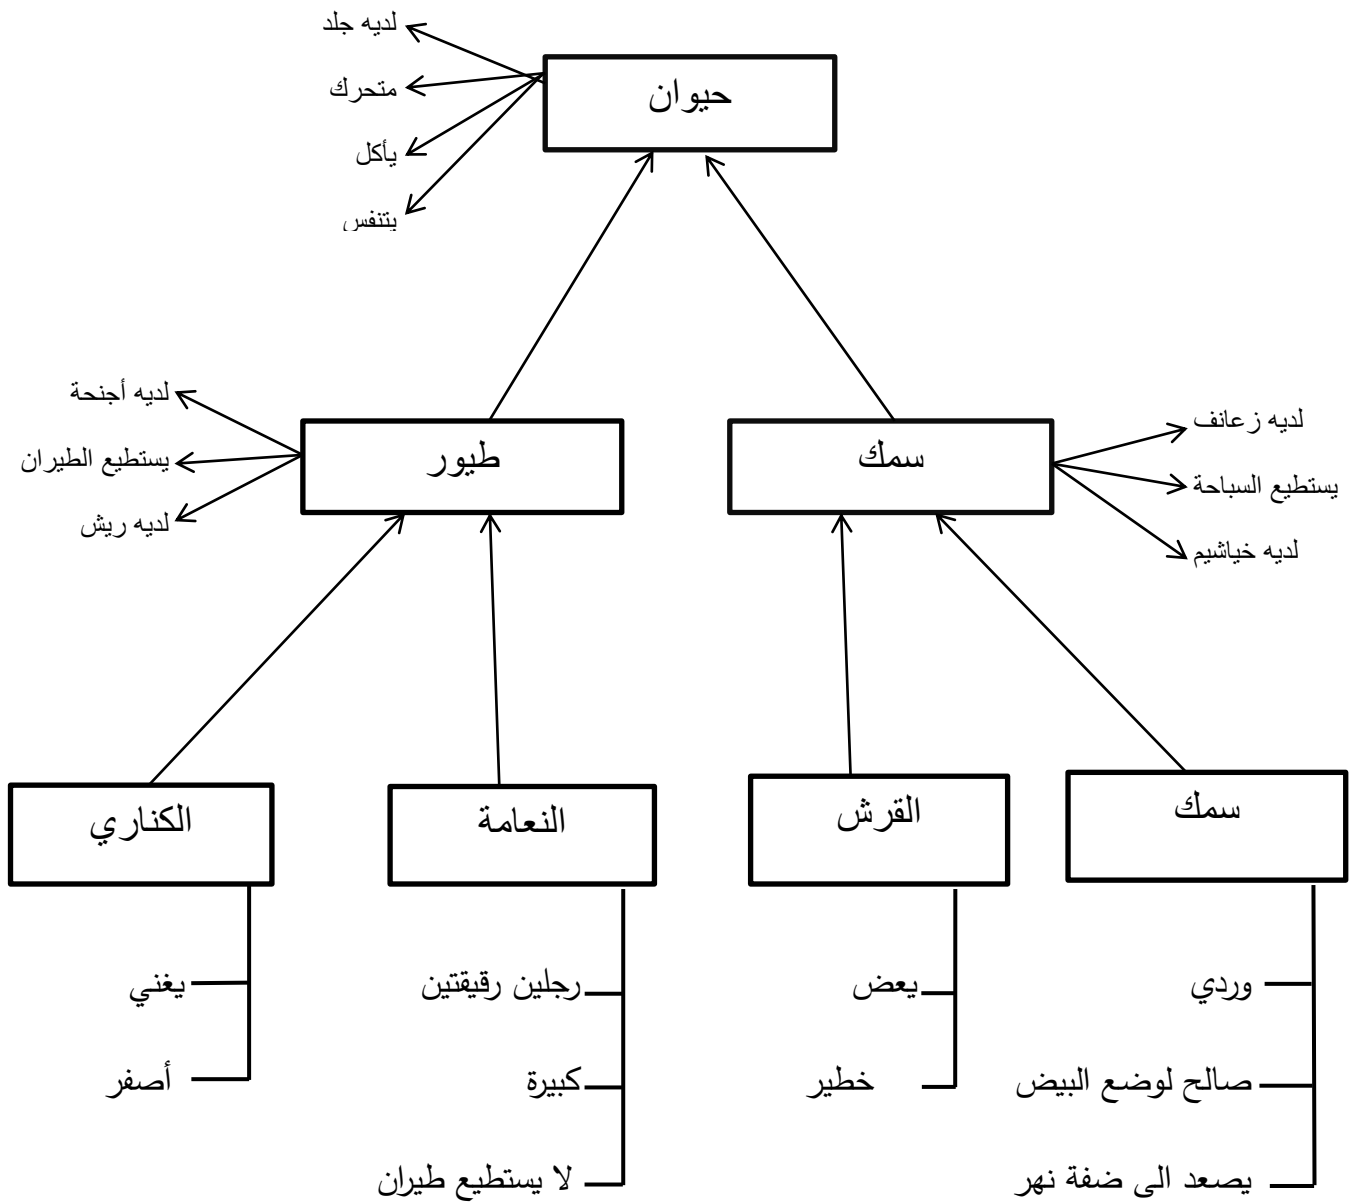 لديه جلد
متحرك
يأكل
يتنفس
حيوان
لديه أجنحة
يستطيع الطيران
لديه ريش
طيور
سمك
لديه زعانف
يستطيع السباحة
لديه خياشيم
الكناري
النعامة
القرش
سمك
يغني
أصفر
رجلين رقيقتين
كبيرة
لا يستطيع طيران
يعض
خطير
وردي
صالح لوضع البيض
يصعد الى ضفة نهر